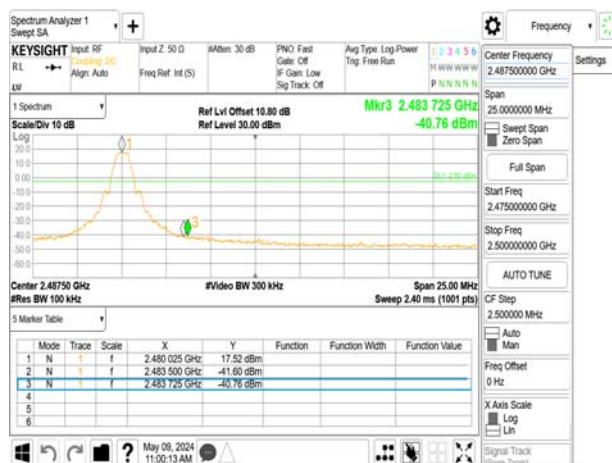 Spectrum Analyzer 1
Swept SA
Frequency
KEYSIGHT
Input: RF
Coupling: DC
Align: Auto
Input Z: 50 Ω
Freq Ref: Int (S)
#Atten: 30 dB
PNO: Fast
Gate: Off
IF Gain: Low
Sig Track: Off
Avg Type: Log-Power
Trig: Free Run
1 2 3 4 5 6
M W W W W W
P N N N N N
RL
1 Spectrum
Scale/Div 10 dB
Ref Lvl Offset 10.80 dB
Ref Level 30.00 dBm
Mkr3 2.483 725 GHz
-40.76 dBm
Log
20.0
10.0
0.00
-10.0
-20.0
-30.0
-40.0
-50.0
-60.0
1
3
Center 2.48750 GHz
#Res BW 100 kHz
#Video BW 300 kHz
Span 25.00 MHz
Sweep 2.40 ms (1001 pts)
5 Marker Table
Mode Trace Scale X Y Function Function Width Function Value
1 N 1 f 2.480 025 GHz 17.52 dBm
2 N 1 f 2.483 500 GHz -41.60 dBm
3 N 1 f 2.483 725 GHz -40.76 dBm
4
5
6
May 09, 2024
11:00:13 AM
Center Frequency
2.487500000 GHz
Settings
Span
25.0000000 MHz
Swept Span
Zero Span
Full Span
Start Freq
2.475000000 GHz
Stop Freq
2.500000000 GHz
AUTO TUNE
CF Step
2.500000 MHz
Auto
Man
Freq Offset
0 Hz
X Axis Scale
Log
Lin
Signal Track